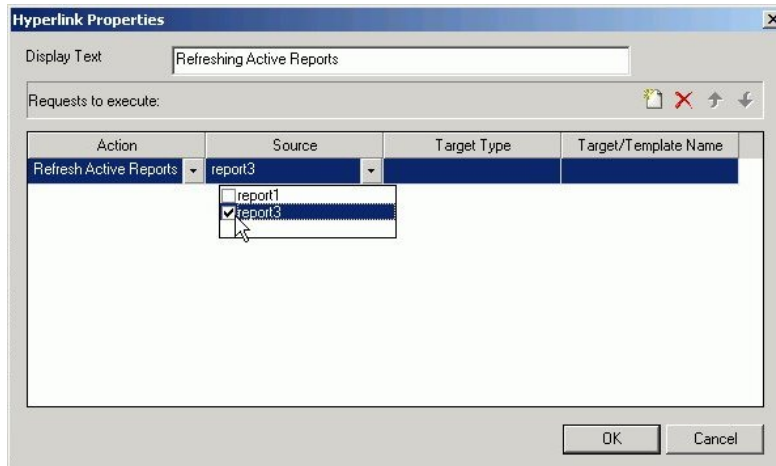 Hyperlink Properties
Display Text
Refreshing Active Reports
Requests to execute:
Action Source Target Type Target/Template Name
Refresh Active Reports report3
report1
report3
OK Cancel